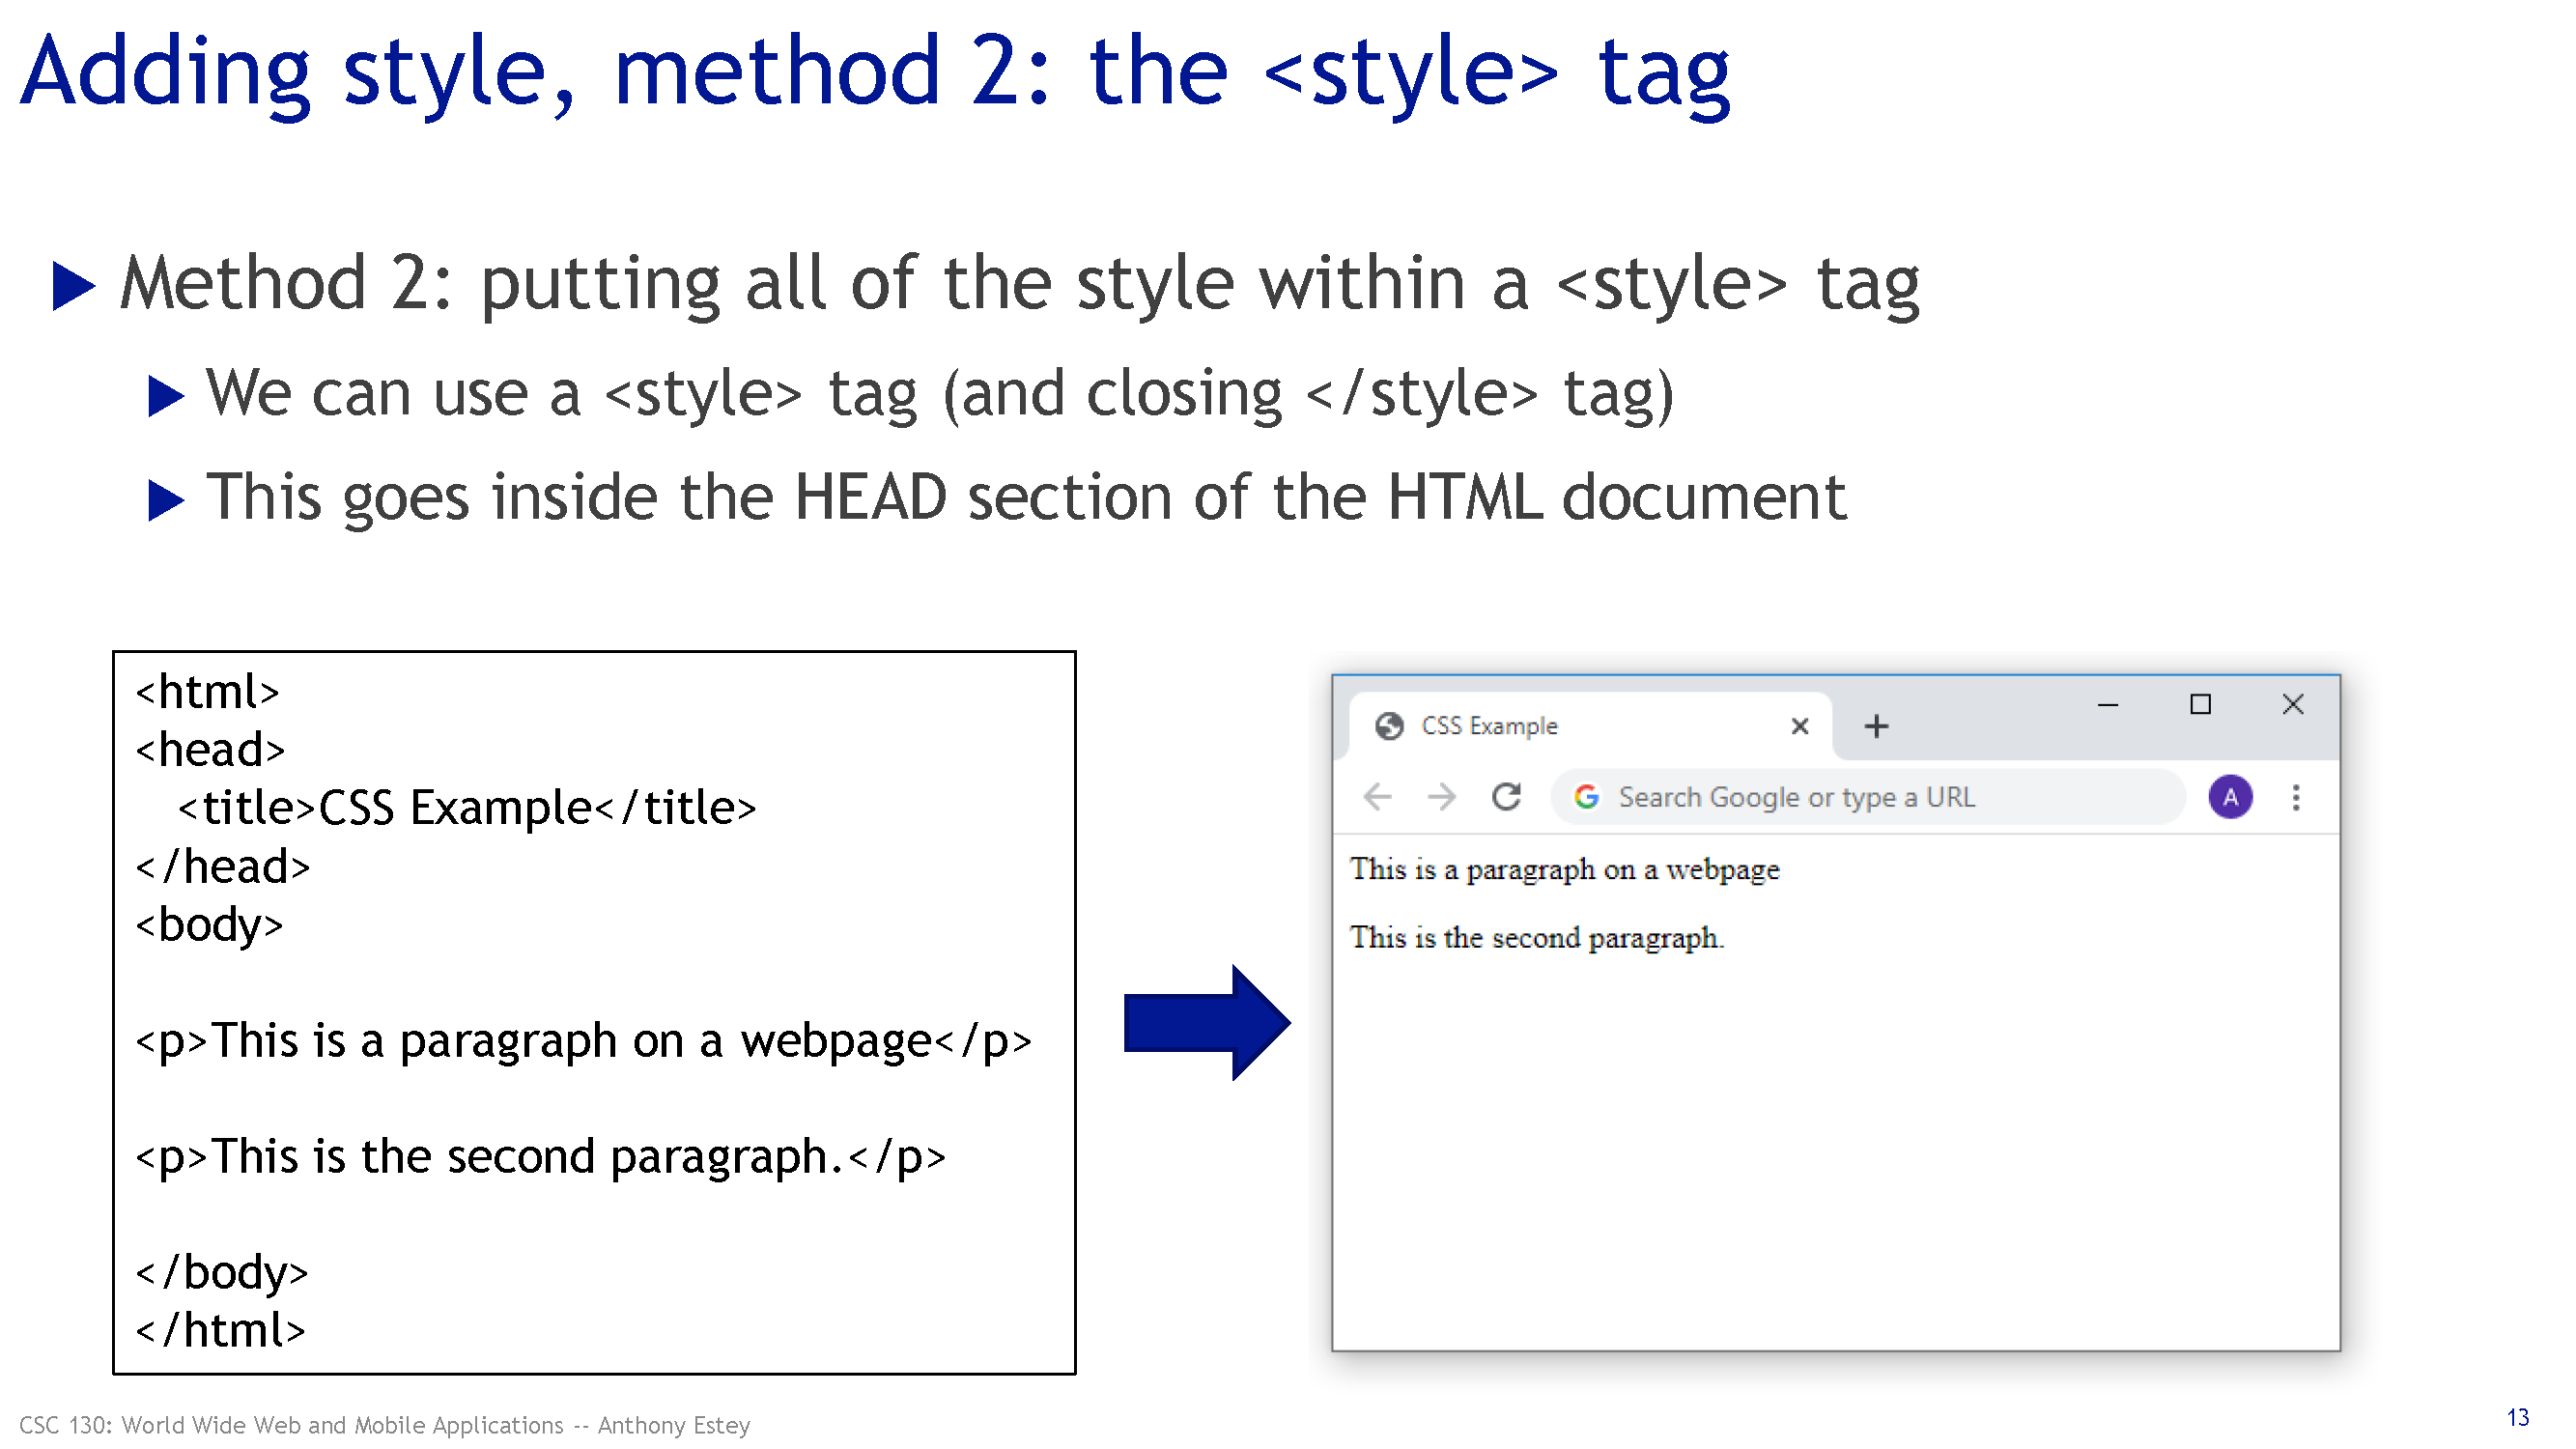 Adding style, method 2: the <style> tag
Method 2: putting all of the style within a <style> tag
We can use a <style> tag (and closing </style> tag)
This goes inside the HEAD section of the HTML document
<html>
<head>
<title>CSS Example</title>
</head>
<body>
<p>This is a paragraph on a webpage</p>
<p>This is the second paragraph.</p>
</body>
</html>
CSS Example
Search Google or type a URL
A
This is a paragraph on a webpage
This is the second paragraph.
CSC 130: World Wide Web and Mobile Applications -- Anthony Estey
13